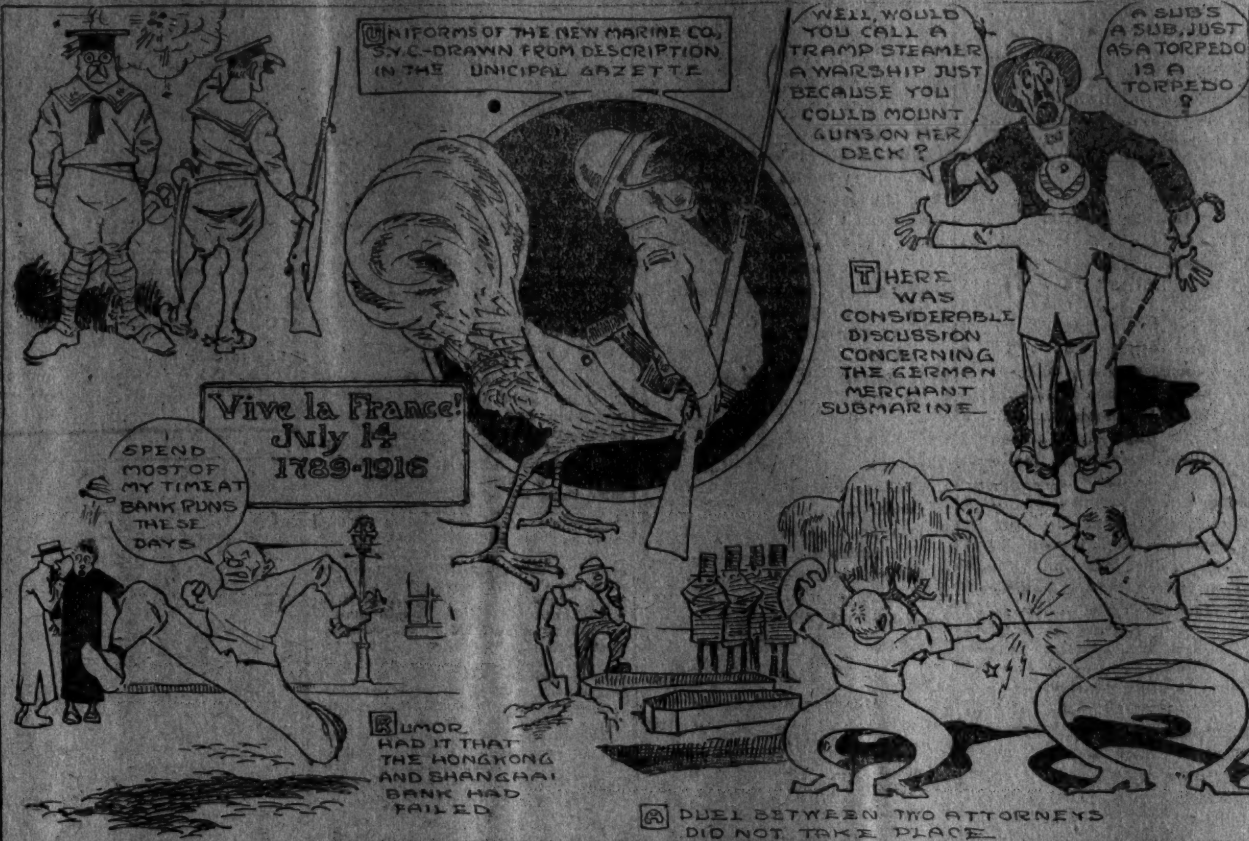 UNIFORMS OF THE NEW MARINE CO.,
S.V.C.-DRAWN FROM DESCRIPTION
IN THE UNICIPAL GAZETTE
WELL, WOULD
YOU CALL A
TRAMP STEAMER
A WARSHIP JUST
BECAUSE YOU
COULD MOUNT
GUNS ON HER
DECK?
A SUB'S
A SUB, JUST
AS A TORPEDO
IS A
TORPEDO
?
THERE
WAS
CONSIDERABLE
DISCUSSION
CONCERNING
THE GERMAN
MERCHANT
SUBMARINE
Vive la France!
July 14
1789-1916
I
SPEND
MOST OF
MY TIME AT
BANK RUNS
THESE
DAYS
RUMOR
HAD IT THAT
THE HONGKONG
AND SHANGHAI
BANK HAD
FAILED
A DUEL BETWEEN TWO ATTORNEYS
DID NOT TAKE PLACE